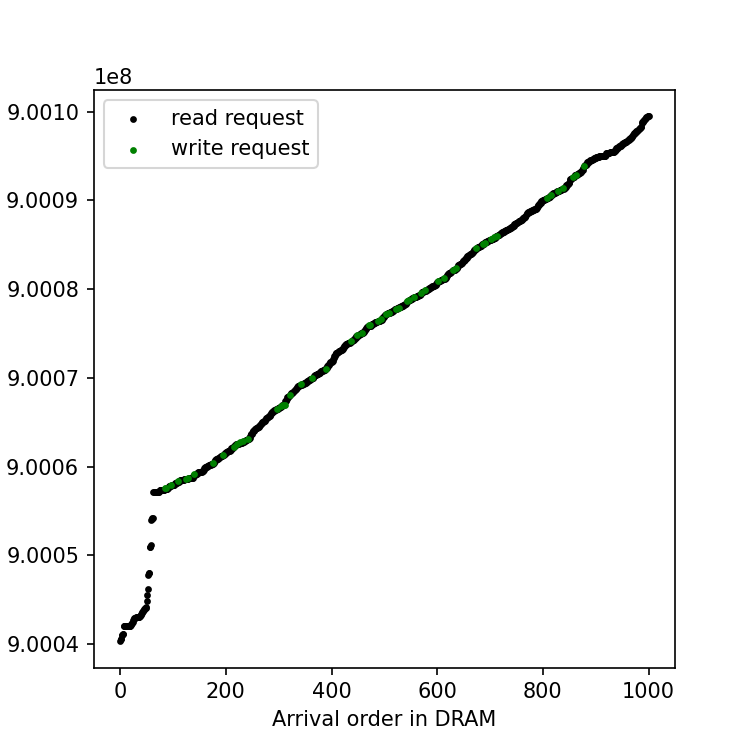 1e8
9.0010
9.0009
9.0008
9.0007
9.0006
9.0005
9.0004
read request
write request
0 200 400 600 800 1000
Arrival order in DRAM